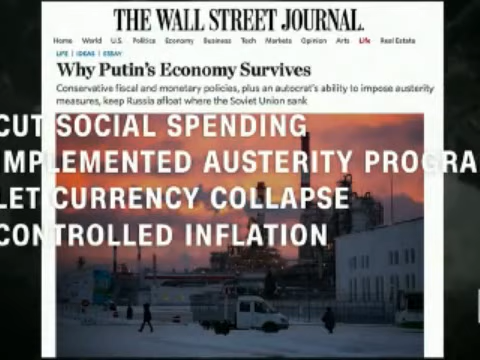 THE WALL STREET JOURNAL.
Home World U.S. Politics Economy Business Tech Markets Opinion Arts Life Real Estate
LIFE | IDEAS | ESSAY
Why Putin's Economy Survives
Conservative fiscal and monetary policies, plus an autocrat's ability to impose austerity
measures, keep Russia afloat where the Soviet Union sank
CUT SOCIAL SPENDING
IMPLEMENTED AUSTERITY PROGRA
LET CURRENCY COLLAPSE
CONTROLLED INFLATION